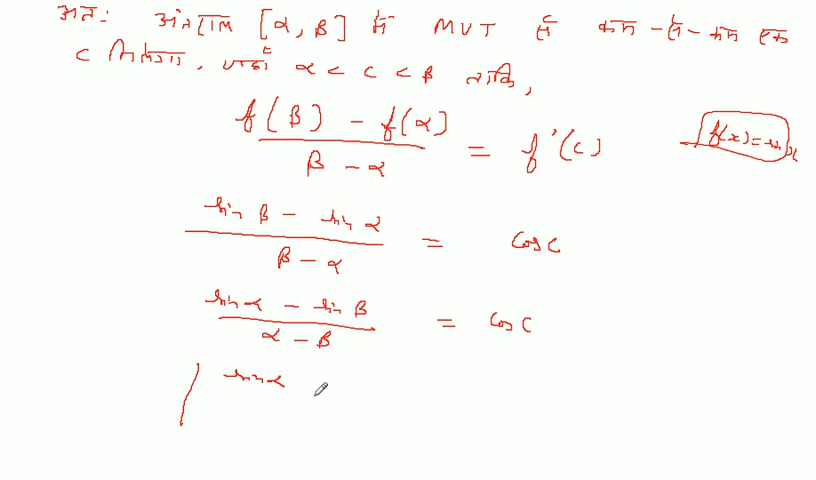 अतः अंतराल [α, β] में MVT से कम-से-कम एक
c मिलेगा, जहाँ α < c < β ताकि,
f(β) - f(α) / β - α = f'(c)
f(x) = sin x
sin β - sin α / β - α = cos c
sin α - sin β / α - β = cos c
| sin α